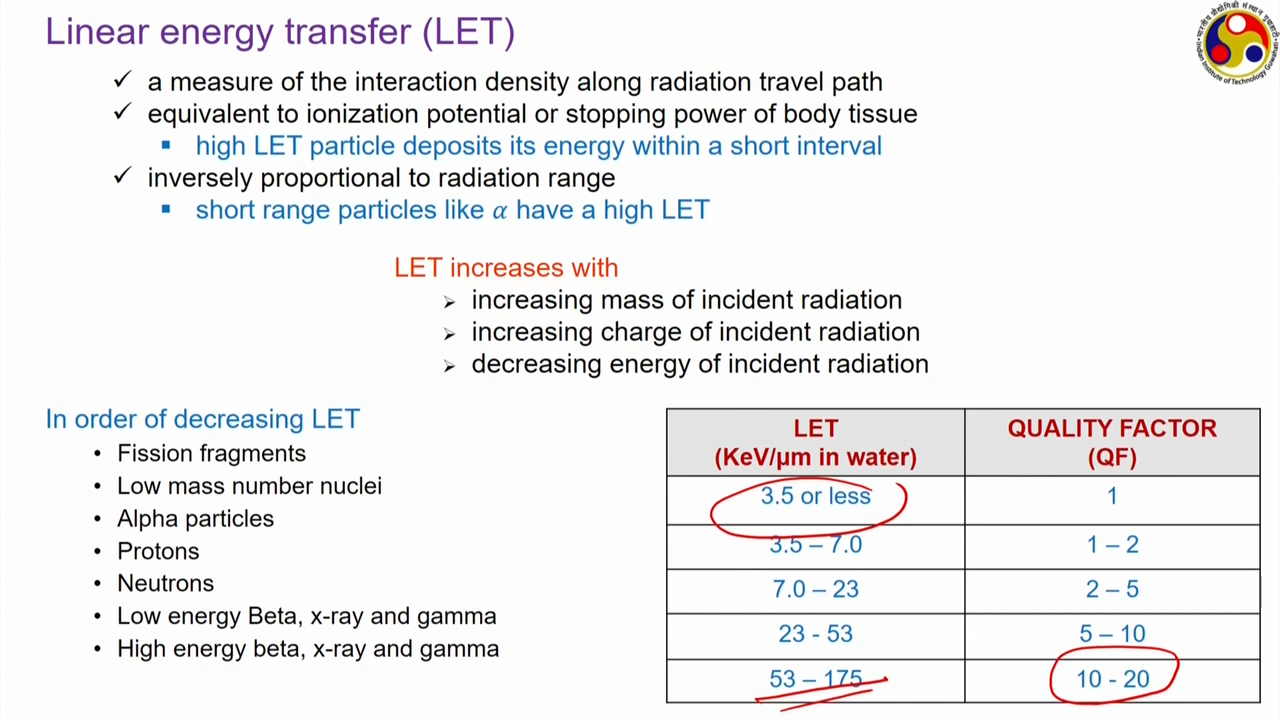 Linear energy transfer (LET)
✓ a measure of the interaction density along radiation travel path
✓ equivalent to ionization potential or stopping power of body tissue
▪ high LET particle deposits its energy within a short interval
✓ inversely proportional to radiation range
▪ short range particles like α have a high LET
LET increases with
➢ increasing mass of incident radiation
➢ increasing charge of incident radiation
➢ decreasing energy of incident radiation
In order of decreasing LET
• Fission fragments
• Low mass number nuclei
• Alpha particles
• Protons
• Neutrons
• Low energy Beta, x-ray and gamma
• High energy beta, x-ray and gamma
LET QUALITY FACTOR
(KeV/μm in water) (QF)
3.5 or less 1
3.5 – 7.0 1 – 2
7.0 – 23 2 – 5
23 - 53 5 – 10
53 – 175 10 - 20
भारतीय प्रौद्योगिकी संस्थान गुवाहाटी
Indian Institute of Technology Guwahati